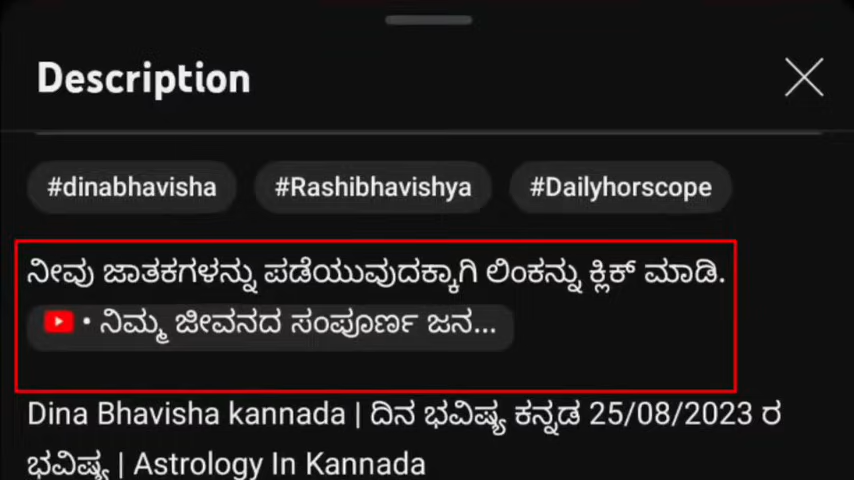 Description
#dinabhavisha #Rashibhavishya #Dailyhorscope
ನೀವು ಜಾತಕಗಳನ್ನು ಪಡೆಯುವುದಕ್ಕಾಗಿ ಲಿಂಕನ್ನು ಕ್ಲಿಕ್ ಮಾಡಿ.
• ನಿಮ್ಮ ಜೀವನದ ಸಂಪೂರ್ಣ ಜನ...
Dina Bhavisha kannada | ದಿನ ಭವಿಷ್ಯ ಕನ್ನಡ 25/08/2023 ರ
ಭವಿಷ್ಯ | Astrology In Kannada